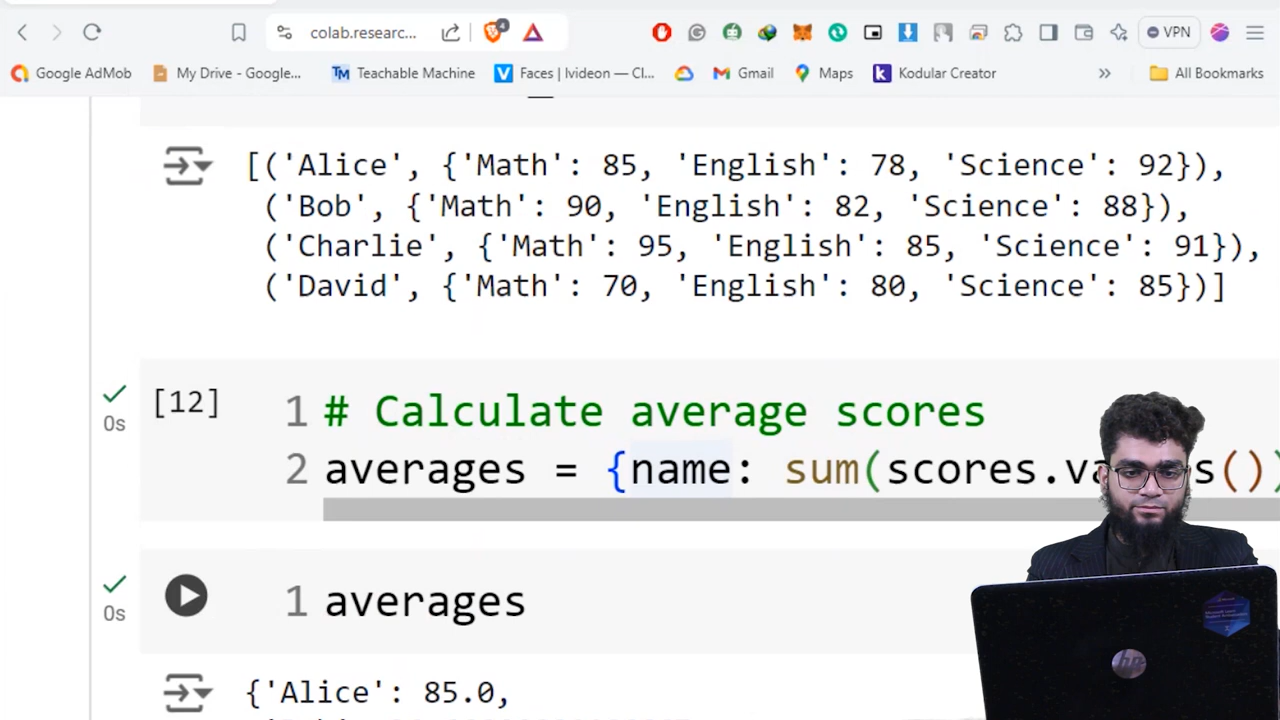 colab.researc...
4
VPN
Google AdMob
My Drive - Google...
TM Teachable Machine
Faces | Ivideon — Cl...
Gmail
Maps
Kodular Creator
»
All Bookmarks
[('Alice', {'Math': 85, 'English': 78, 'Science': 92}),
('Bob', {'Math': 90, 'English': 82, 'Science': 88}),
('Charlie', {'Math': 95, 'English': 85, 'Science': 91}),
('David', {'Math': 70, 'English': 80, 'Science': 85})]
0s
[12]
1 # Calculate average scores
2 averages = {name: sum(scores.va s())
0s
1 averages
{'Alice': 85.0,
hp